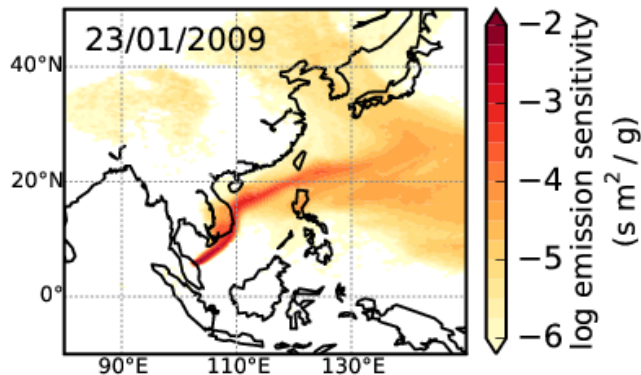 23/01/2009
40°N
20°N
0°
90°E
110°E
130°E
−2
−3
−4
−5
−6
log emission sensitivity
(s m² / g)